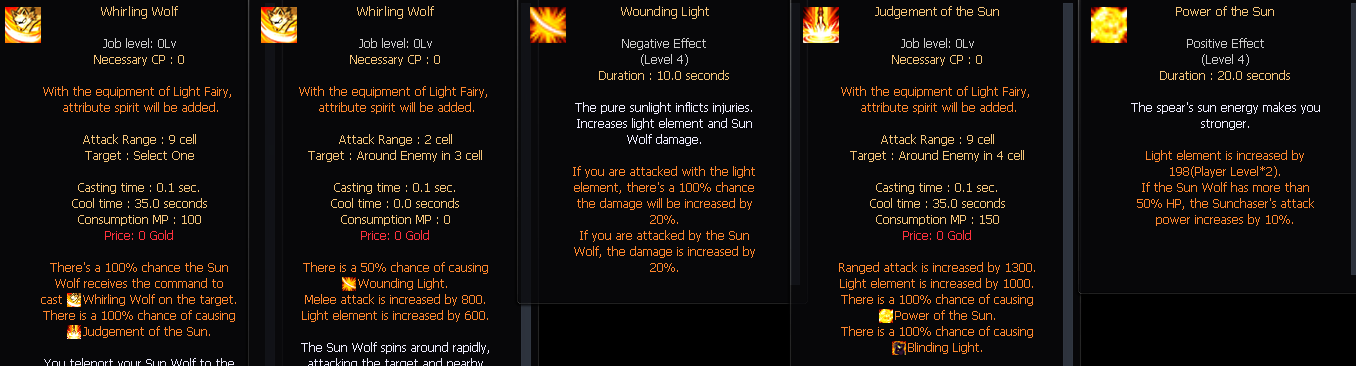 Whirling Wolf
Job level: 0Lv
Necessary CP : 0
With the equipment of Light Fairy,
attribute spirit will be added.
Attack Range : 9 cell
Target : Select One
Casting time : 0.1 sec.
Cool time : 35.0 seconds
Consumption MP : 100
Price: 0 Gold
There's a 100% chance the Sun
Wolf receives the command to
cast Whirling Wolf on the target.
There is a 100% chance of causing
Judgement of the Sun.
You teleport your Sun Wolf to the
Whirling Wolf
Job level: 0Lv
Necessary CP : 0
With the equipment of Light Fairy,
attribute spirit will be added.
Attack Range : 2 cell
Target : Around Enemy in 3 cell
Casting time : 0.1 sec.
Cool time : 0.0 seconds
Consumption MP : 0
Price: 0 Gold
There is a 50% chance of causing
Wounding Light.
Melee attack is increased by 800.
Light element is increased by 600.
The Sun Wolf spins around rapidly,
attacking the target and nearby
Wounding Light
Negative Effect
(Level 4)
Duration : 10.0 seconds
The pure sunlight inflicts injuries.
Increases light element and Sun
Wolf damage.
If you are attacked with the light
element, there's a 100% chance
the damage will be increased by
20%.
If you are attacked by the Sun
Wolf, the damage is increased by
20%.
Judgement of the Sun
Job level: 0Lv
Necessary CP : 0
With the equipment of Light Fairy,
attribute spirit will be added.
Attack Range : 9 cell
Target : Around Enemy in 4 cell
Casting time : 0.1 sec.
Cool time : 35.0 seconds
Consumption MP : 150
Price: 0 Gold
Ranged attack is increased by 1300.
Light element is increased by 1000.
There is a 100% chance of causing
Power of the Sun.
There is a 100% chance of causing
Blinding Light.
Power of the Sun
Positive Effect
(Level 4)
Duration : 20.0 seconds
The spear's sun energy makes you
stronger.
Light element is increased by
198(Player Level*2).
If the Sun Wolf has more than
50% HP, the Sunchaser's attack
power increases by 10%.